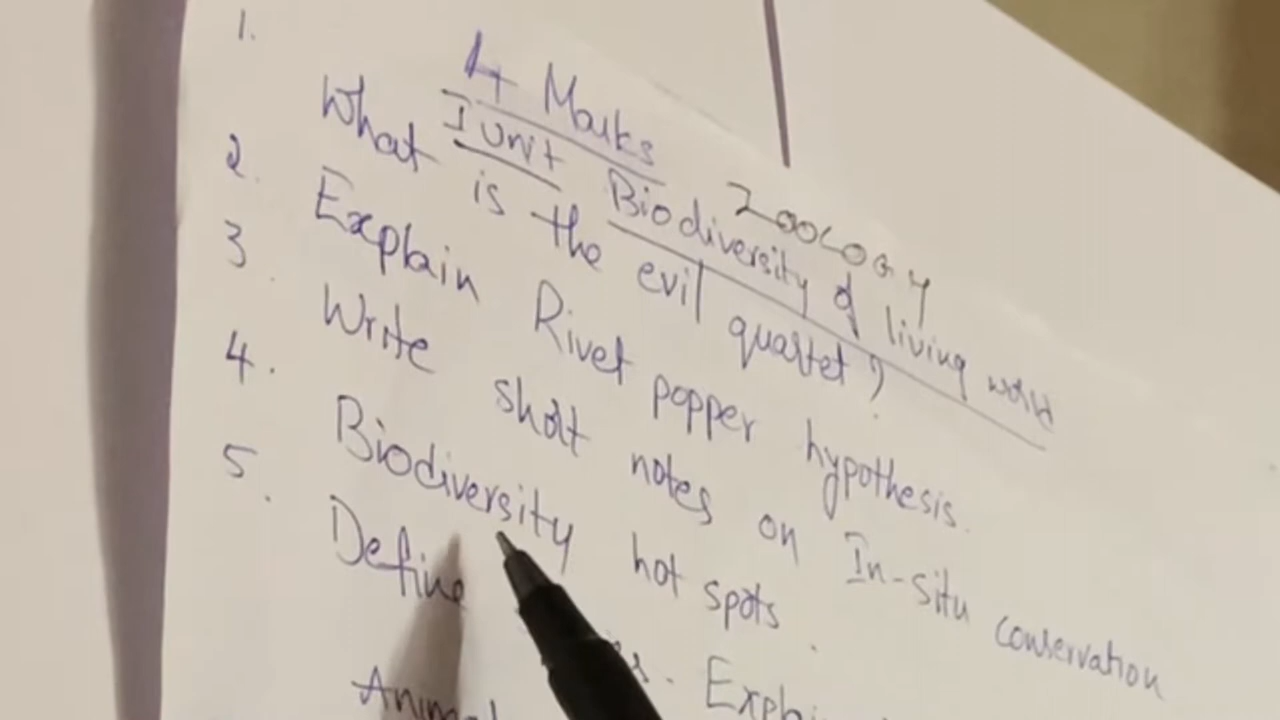 ZOOLOGY
4 Marks
I unit Biodiversity of living world
1. What is the evil quartet?
2. Explain Rivet popper hypothesis.
3. Write short notes on In-situ conservation
4. Biodiversity hot spots.
5. Define